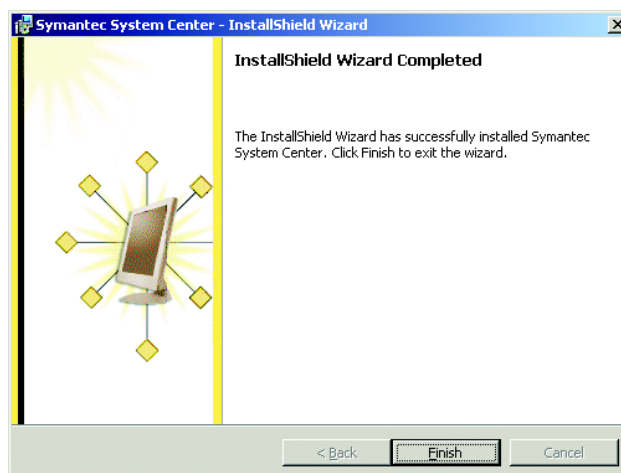 Symantec System Center - InstallShield Wizard
InstallShield Wizard Completed
The InstallShield Wizard has successfully installed Symantec
System Center. Click Finish to exit the wizard.
< Back
Finish
Cancel